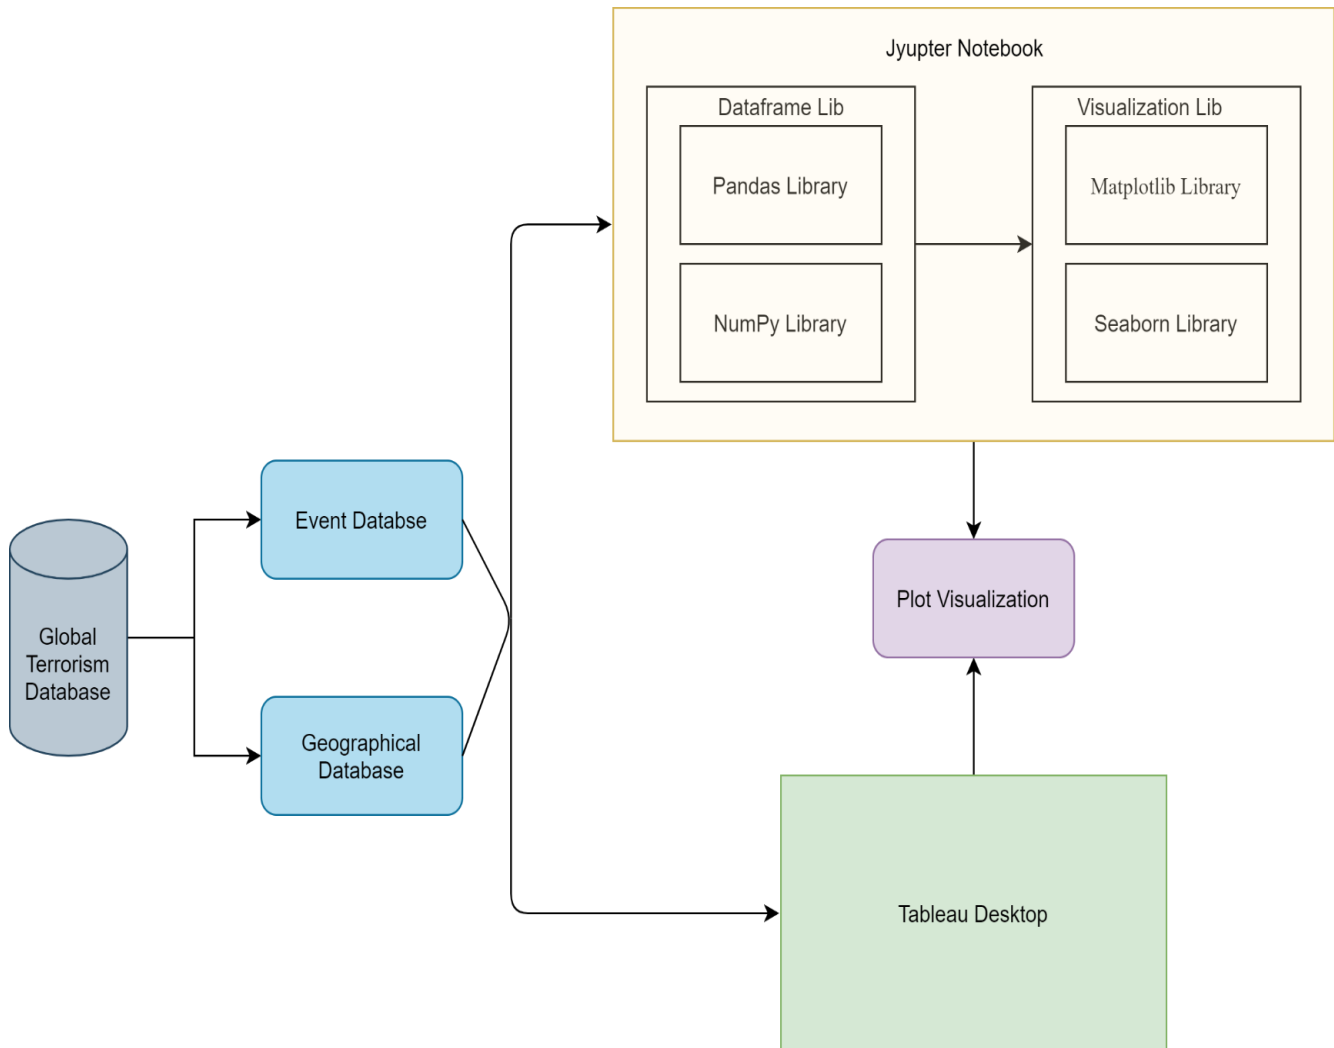 Jyupter Notebook
Dataframe Lib
Pandas Library
NumPy Library
Visualization Lib
Matplotlib Library
Seaborn Library
Event Databse
Global
Terrorism
Database
Geographical
Database
Plot Visualization
Tableau Desktop